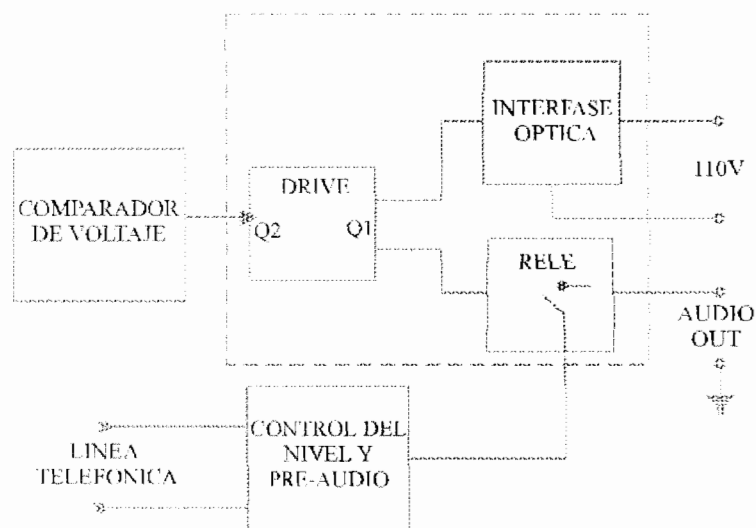 INTERFASE
OPTICA
110V
COMPARADOR
DE VOLTAJE
DRIVE
Q2
Q1
RELE
AUDIO
OUT
LINEA
TELEFONICA
CONTROL DEL
NIVEL Y
PRE-AUDIO